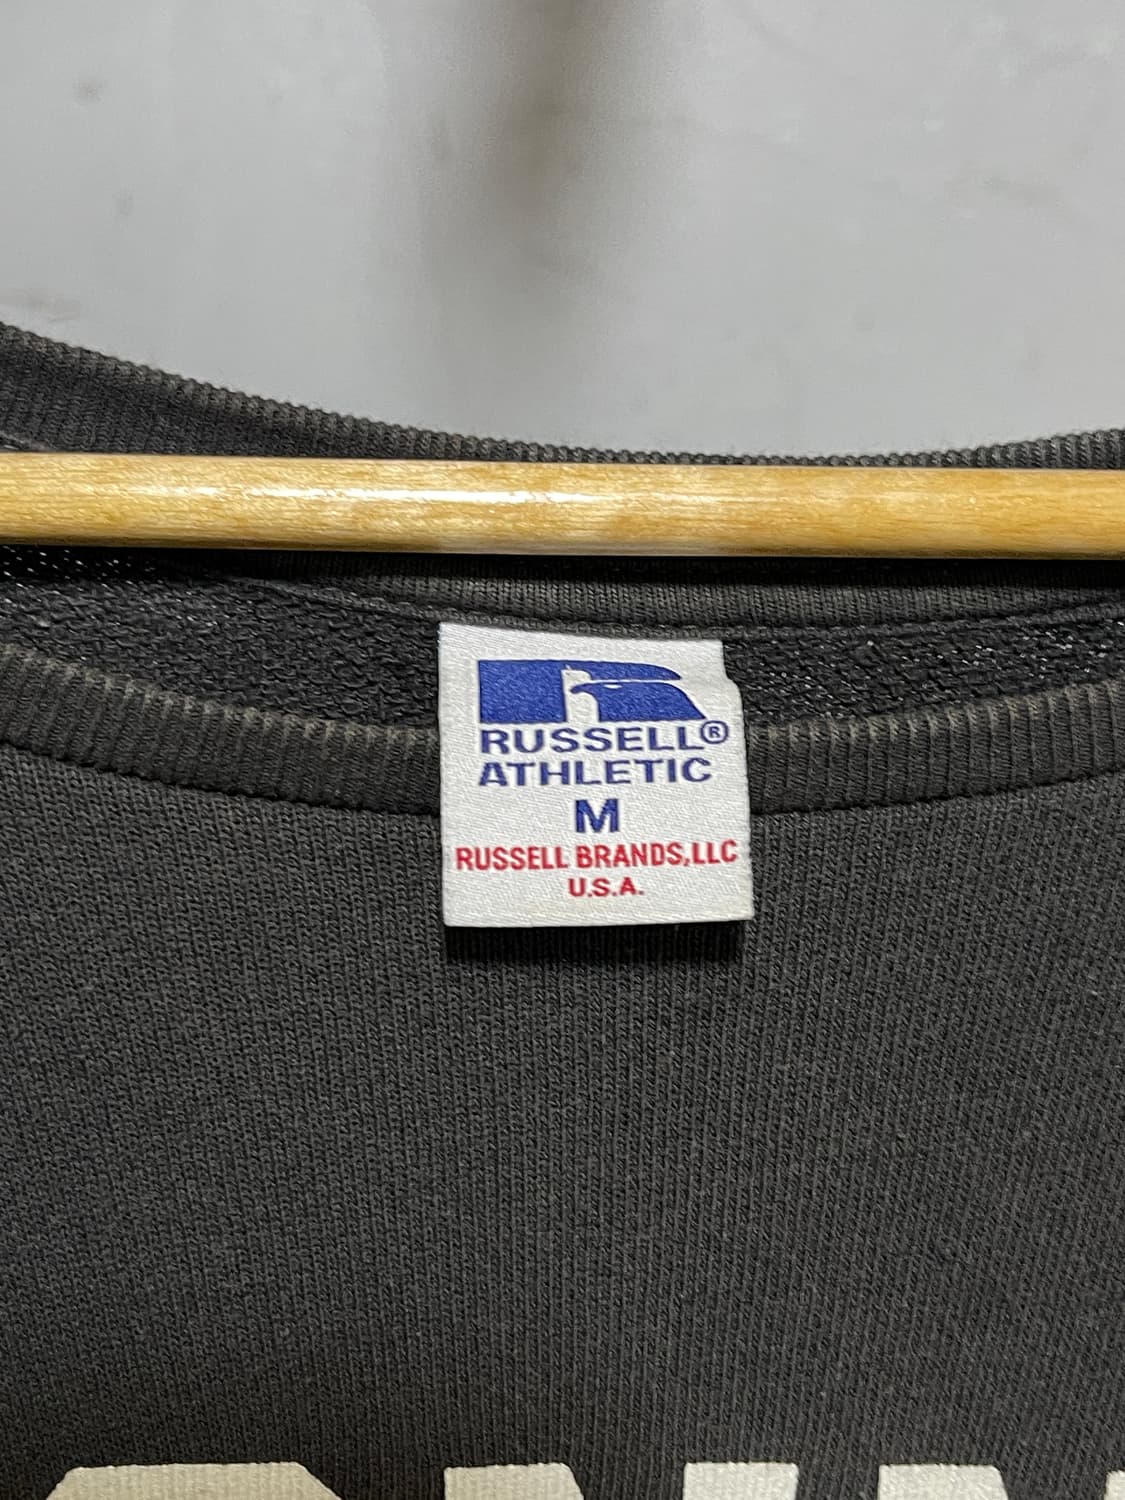 RUSSELL®
ATHLETIC
M
RUSSELL BRANDS,LLC
U.S.A.